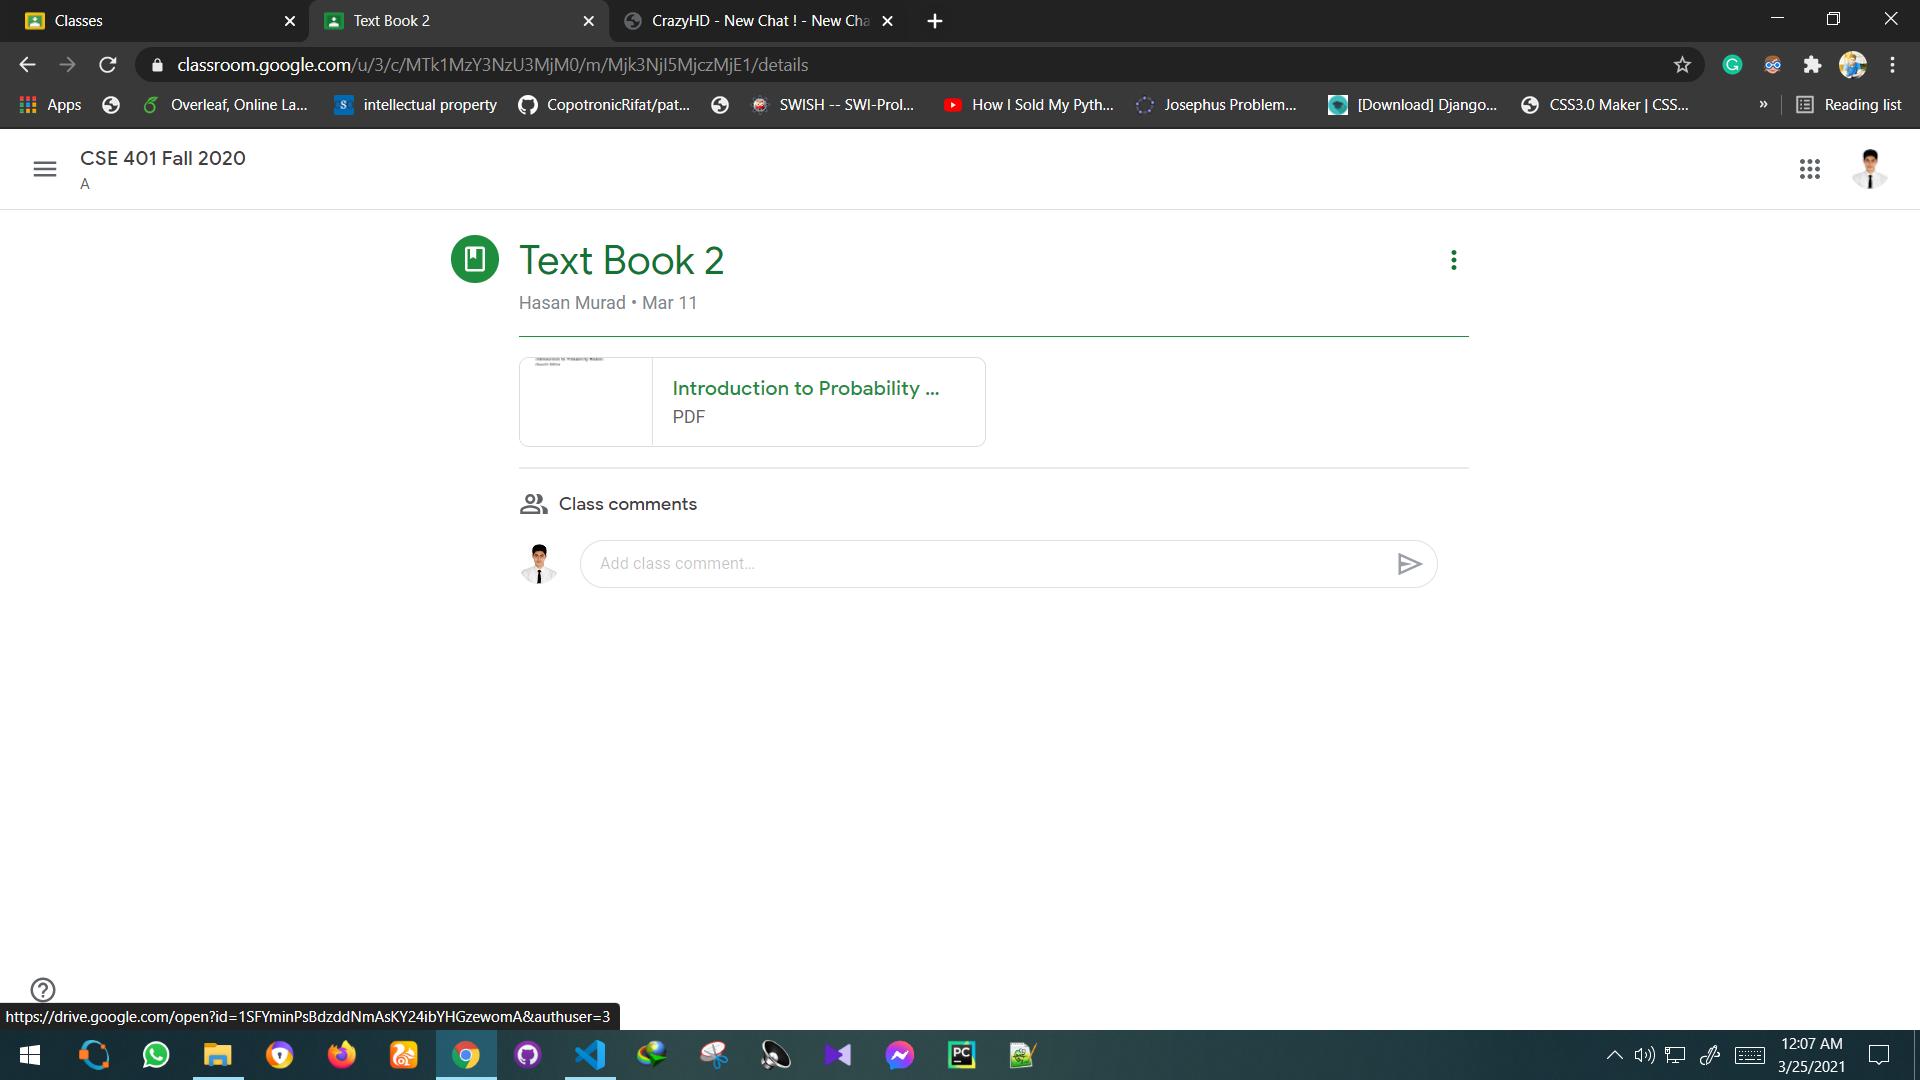 Classes
Text Book 2
CrazyHD - New Chat ! - New Cha
classroom.google.com/u/3/c/MTk1MzY3NzU3MjM0/m/Mjk3NjI5MjczMjE1/details
Apps
Overleaf, Online La...
intellectual property
CopotronicRifat/pat...
SWISH -- SWI-Prol...
How I Sold My Pyth...
Josephus Problem...
[Download] Django...
CSS3.0 Maker | CSS...
»
Reading list
CSE 401 Fall 2020
A
Text Book 2
Hasan Murad • Mar 11
Introduction to Probability ...
PDF
Class comments
Add class comment...
https://drive.google.com/open?id=1SFYminPsBdzddNmAsKY24ibYHGzewomA&authuser=3
12:07 AM
3/25/2021